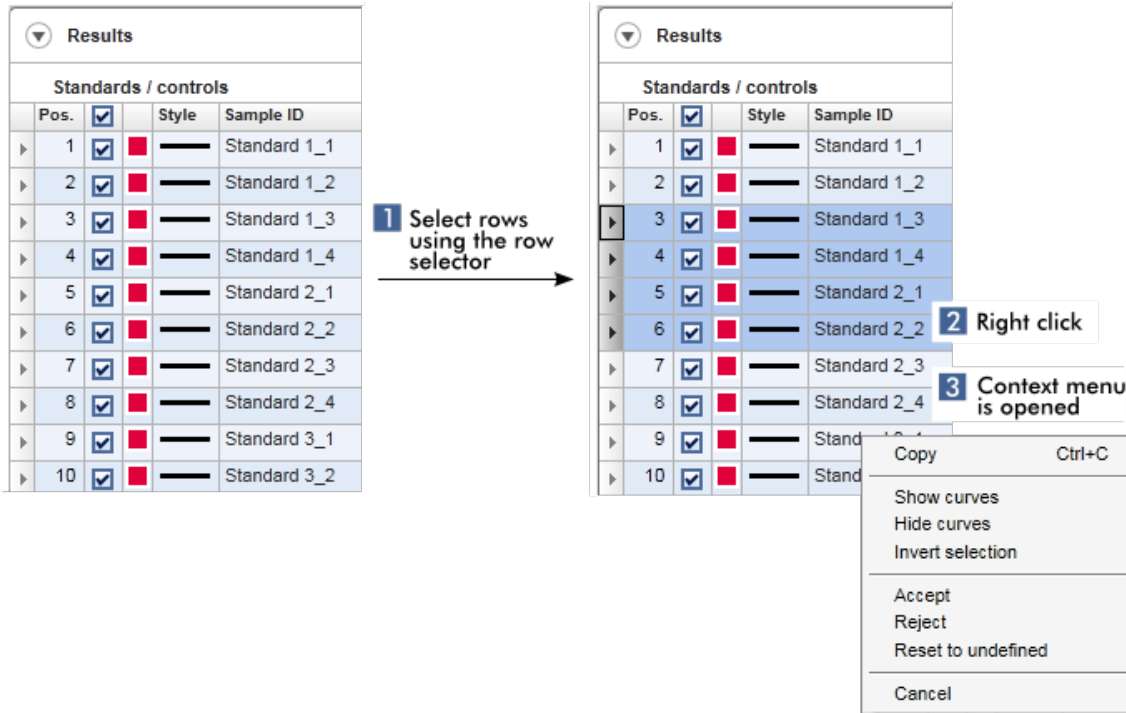 Results
Standards / controls
Pos. Style Sample ID
1 Standard 1_1
2 Standard 1_2
3 Standard 1_3
4 Standard 1_4
5 Standard 2_1
6 Standard 2_2
7 Standard 2_3
8 Standard 2_4
9 Standard 3_1
10 Standard 3_2
1 Select rows
using the row
selector
Results
Standards / controls
Pos. Style Sample ID
1 Standard 1_1
2 Standard 1_2
3 Standard 1_3
4 Standard 1_4
5 Standard 2_1
6 Standard 2_2
7 Standard 2_3
8 Standard 2_4
9
10 Stand
2 Right click
3 Context menu
is opened
Copy Ctrl+C
Show curves
Hide curves
Invert selection
Accept
Reject
Reset to undefined
Cancel